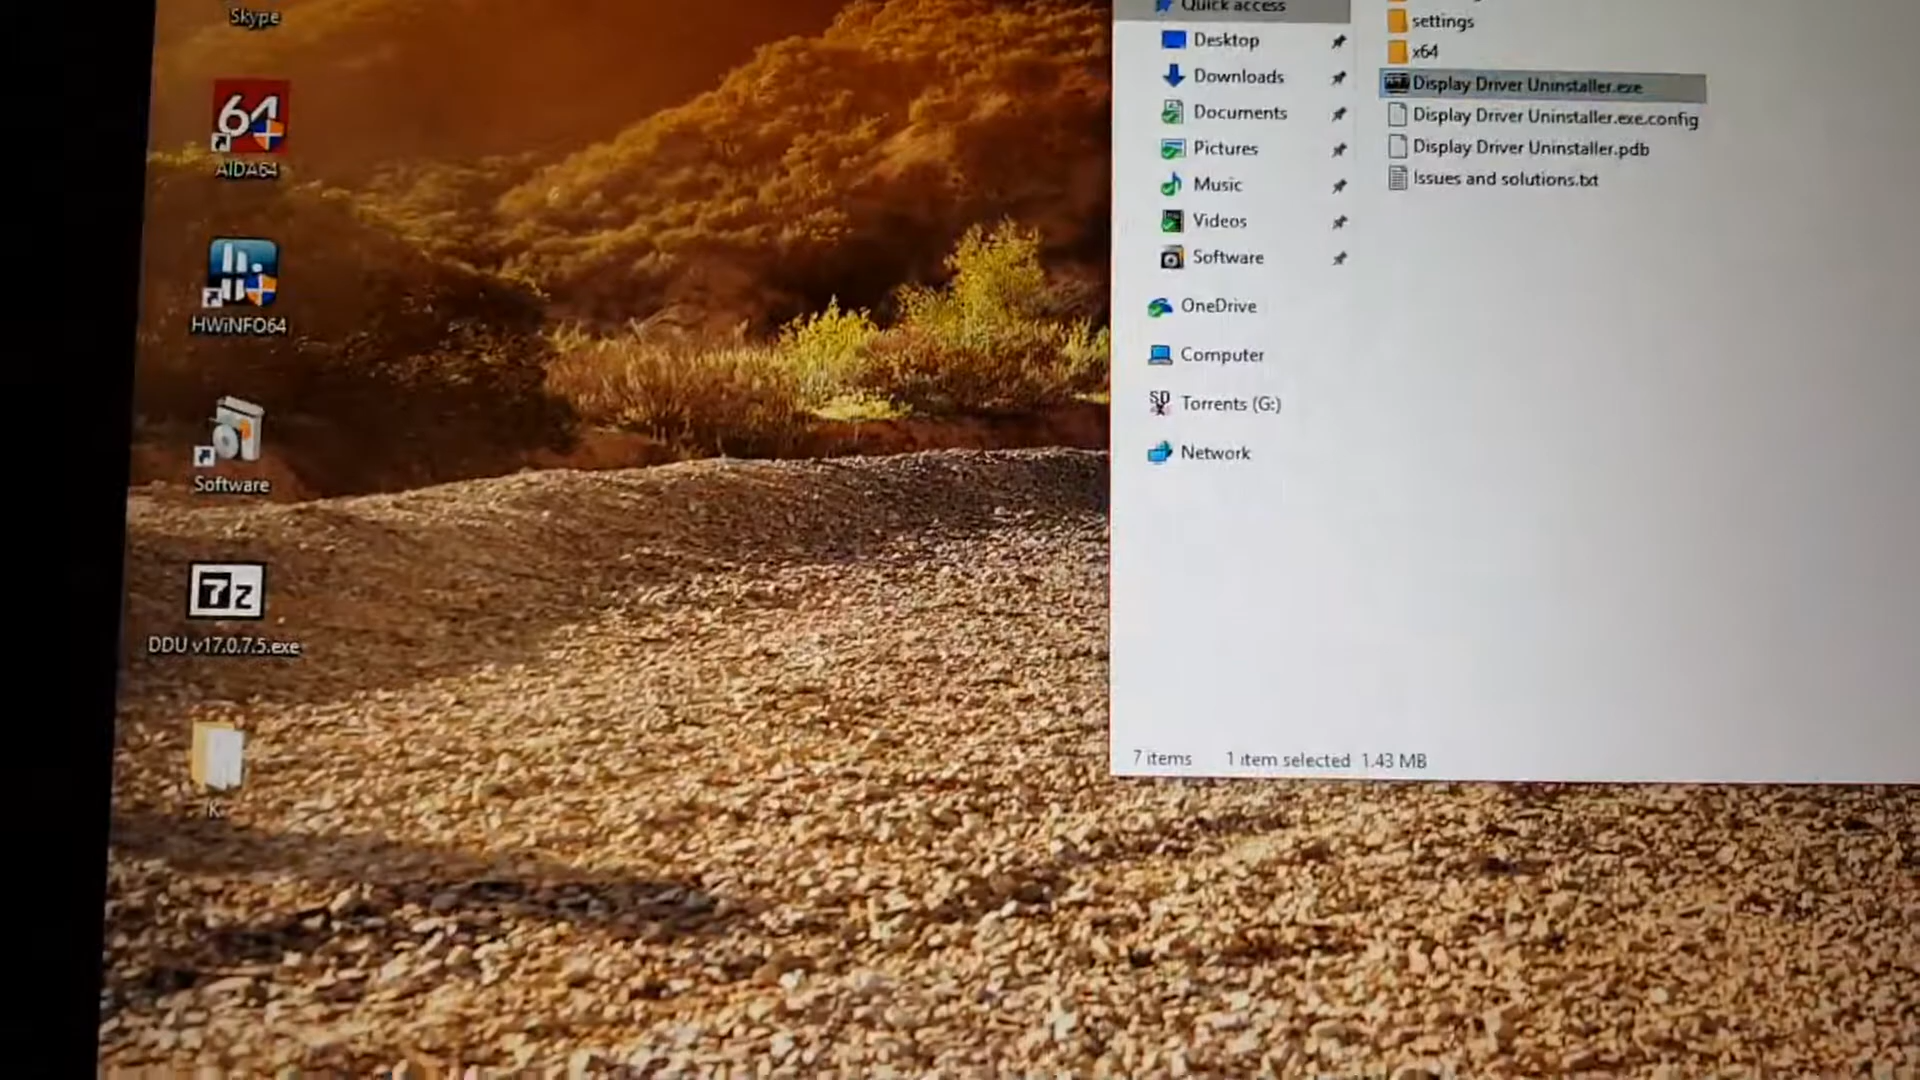 Skype
64
AIDA64
HWiNFO64
Software
7z
DDU v17.0.7.5.exe
K
Quick access
Desktop
Downloads
Documents
Pictures
Music
Videos
Software
OneDrive
Computer
SD
Torrents (G:)
Network
settings
x64
Display Driver Uninstaller.exe
Display Driver Uninstaller.exe.config
Display Driver Uninstaller.pdb
Issues and solutions.txt
7 items 1 item selected 1.43 MB